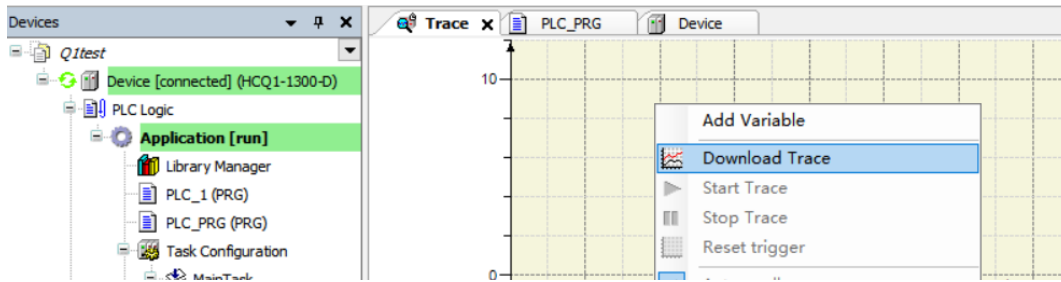 Devices
Trace
PLC_PRG
Device
Q1test
Device [connected] (HCQ1-1300-D)
PLC Logic
Application [run]
Library Manager
PLC_1 (PRG)
PLC_PRG (PRG)
Task Configuration
MainTask
10
0
Add Variable
Download Trace
Start Trace
Stop Trace
Reset trigger